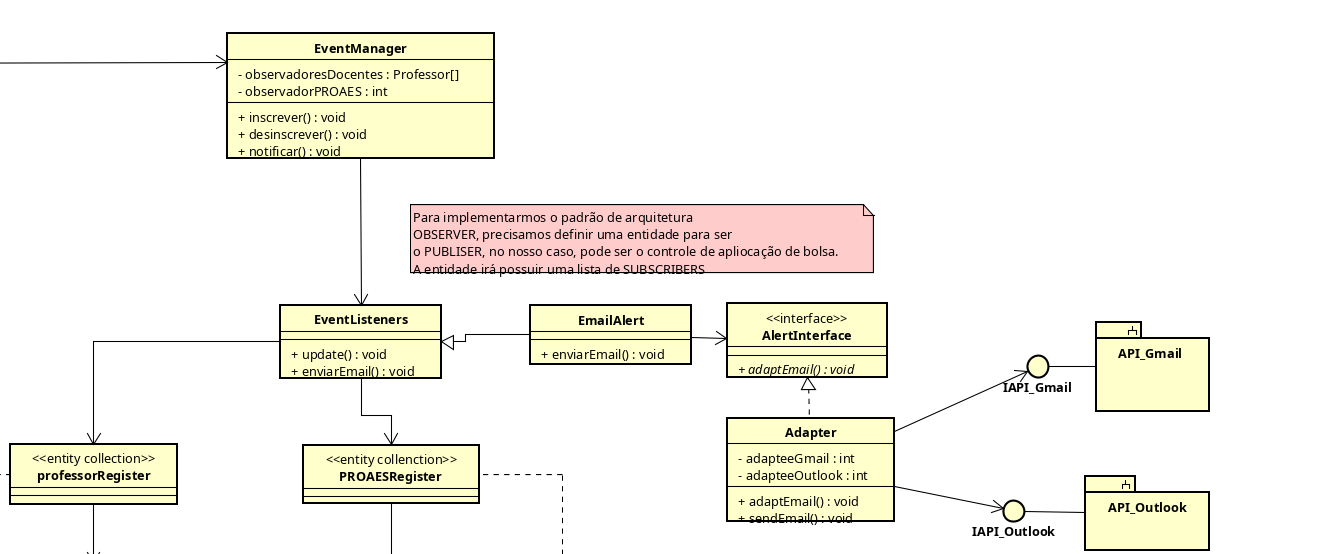 EventManager
- observadoresDocentes : Professor[]
- observadorPROAES : int
+ inscrever() : void
+ desinscrever() : void
+ notificar() : void
Para implementarmos o padrão de arquitetura
OBSERVER, precisamos definir uma entidade para ser
o PUBLISER, no nosso caso, pode ser o controle de apliocação de bolsa.
A entidade irá possuir uma lista de SUBSCRIBERS
EventListeners
+ update() : void
+ enviarEmail() : void
EmailAlert
+ enviarEmail() : void
<<interface>>
AlertInterface
+ adaptEmail() : void
API_Gmail
IAPI_Gmail
<<entity collection>>
professorRegister
<<entity collenction>>
PROAESRegister
Adapter
- adapteeGmail : int
- adapteeOutlook : int
+ adaptEmail() : void
+ sendEmail() : void
API_Outlook
IAPI_Outlook